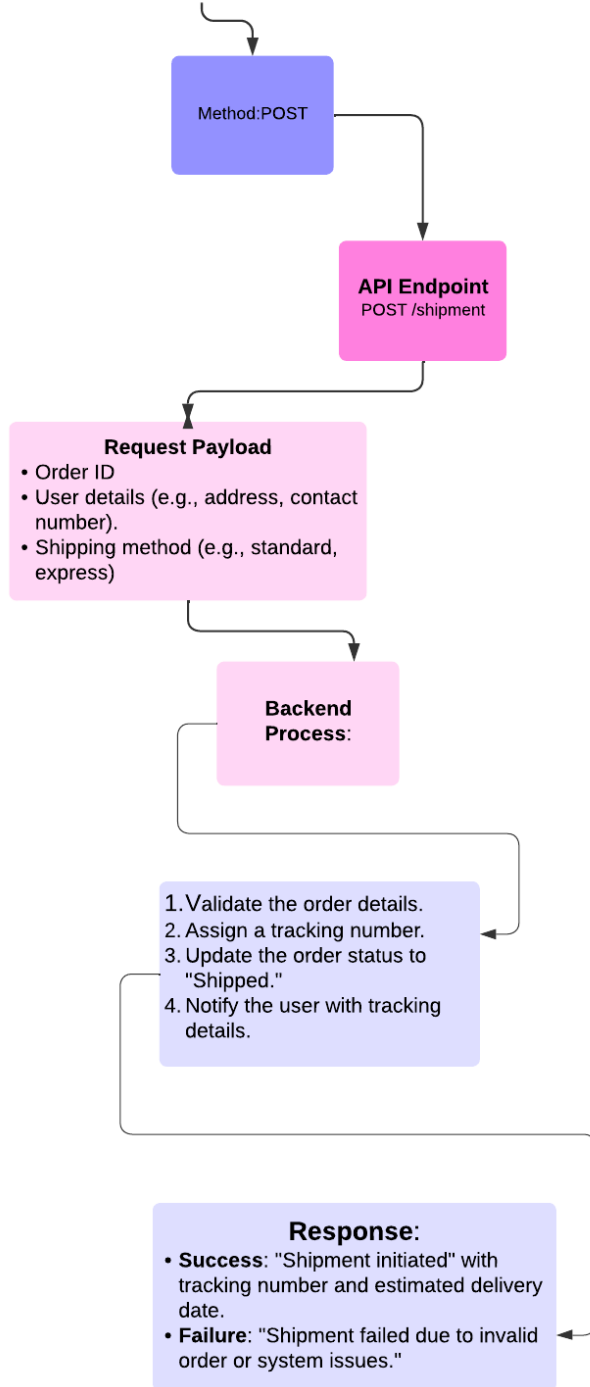 Method:POST
API Endpoint
POST /shipment
Request Payload
• Order ID
• User details (e.g., address, contact
number).
• Shipping method (e.g., standard,
express)
Backend
Process:
1. Validate the order details.
2. Assign a tracking number.
3. Update the order status to
"Shipped."
4. Notify the user with tracking
details.
Response:
• Success: "Shipment initiated" with
tracking number and estimated delivery
date.
• Failure: "Shipment failed due to invalid
order or system issues."